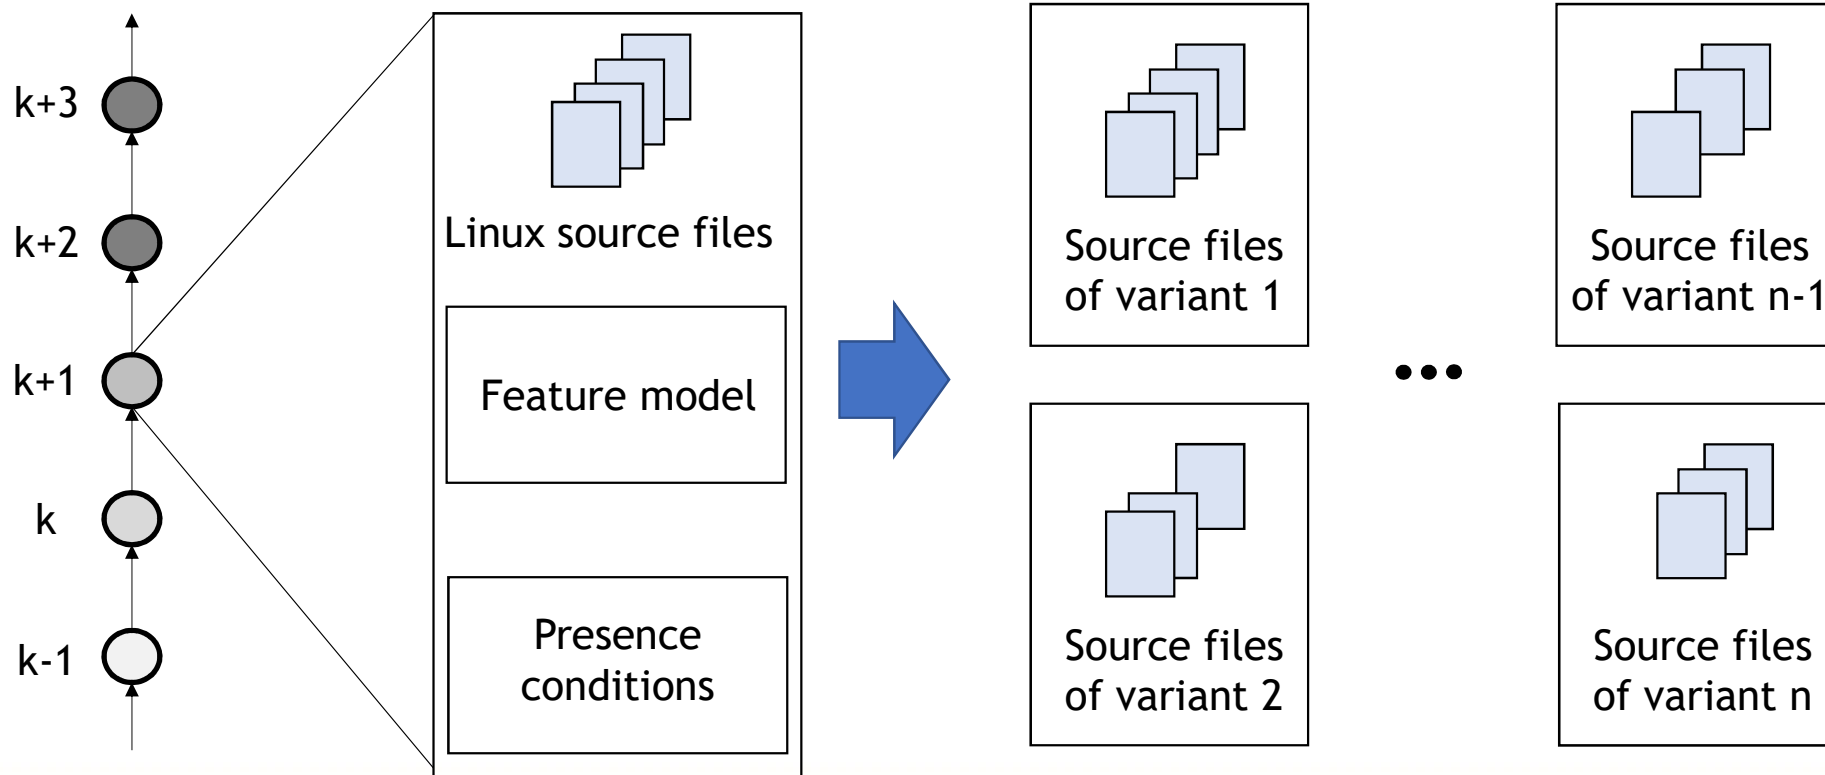 k+3
k+2
k+1
k
k-1
Linux source files
Feature model
Presence
conditions
Source files
of variant 1
Source files
of variant 2
Source files
of variant n-1
Source files
of variant n